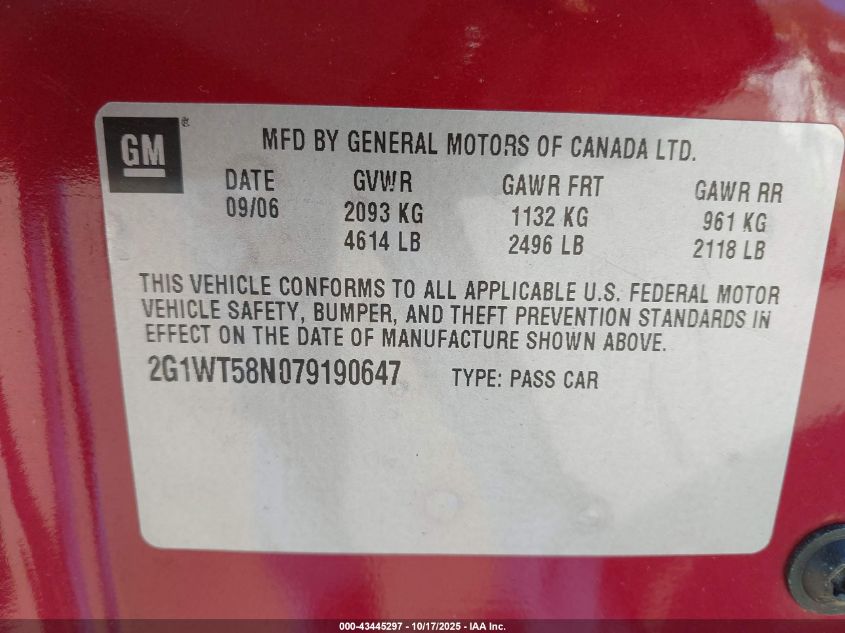 GM
MFD BY GENERAL MOTORS OF CANADA LTD.
DATE GVWR GAWR FRT GAWR RR
09/06 2093 KG 1132 KG 961 KG
4614 LB 2496 LB 2118 LB
THIS VEHICLE CONFORMS TO ALL APPLICABLE U.S. FEDERAL MOTOR
VEHICLE SAFETY, BUMPER, AND THEFT PREVENTION STANDARDS IN
EFFECT ON THE DATE OF MANUFACTURE SHOWN ABOVE.
2G1WT58N079190647 TYPE: PASS CAR
000-43445297 - 10/17/2025 - IAA Inc.